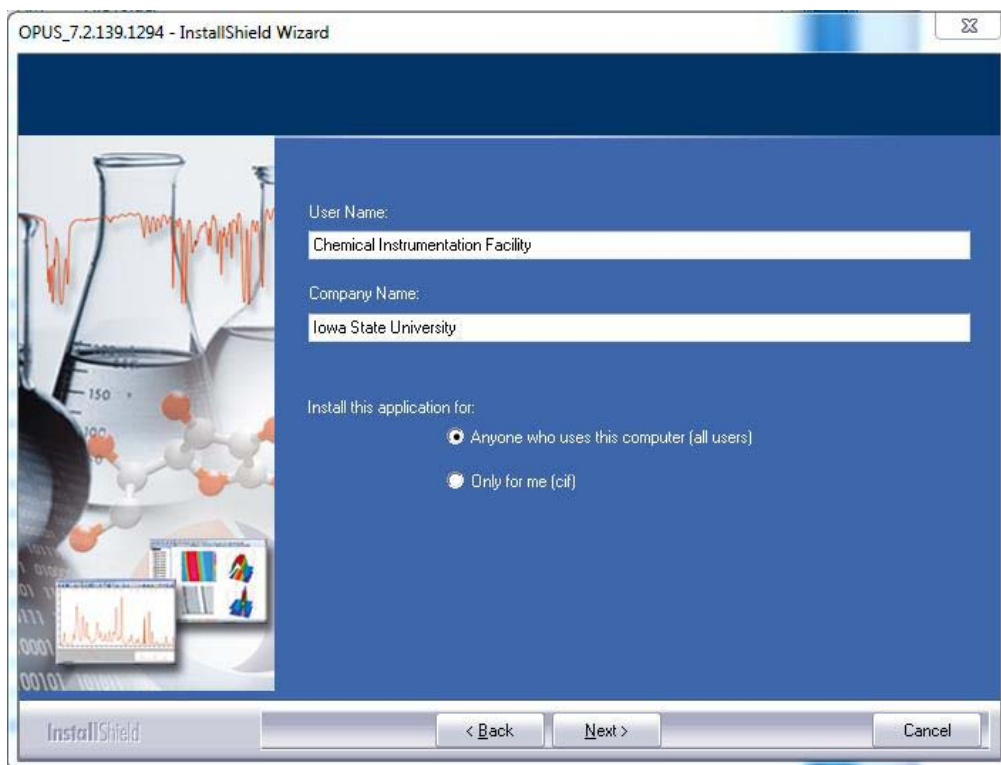 OPUS_7.2.139.1294 - InstallShield Wizard
User Name:
Chemical Instrumentation Facility
Company Name:
Iowa State University
Install this application for:
Anyone who uses this computer (all users)
Only for me (cif)
150
InstallShield
< Back
Next >
Cancel